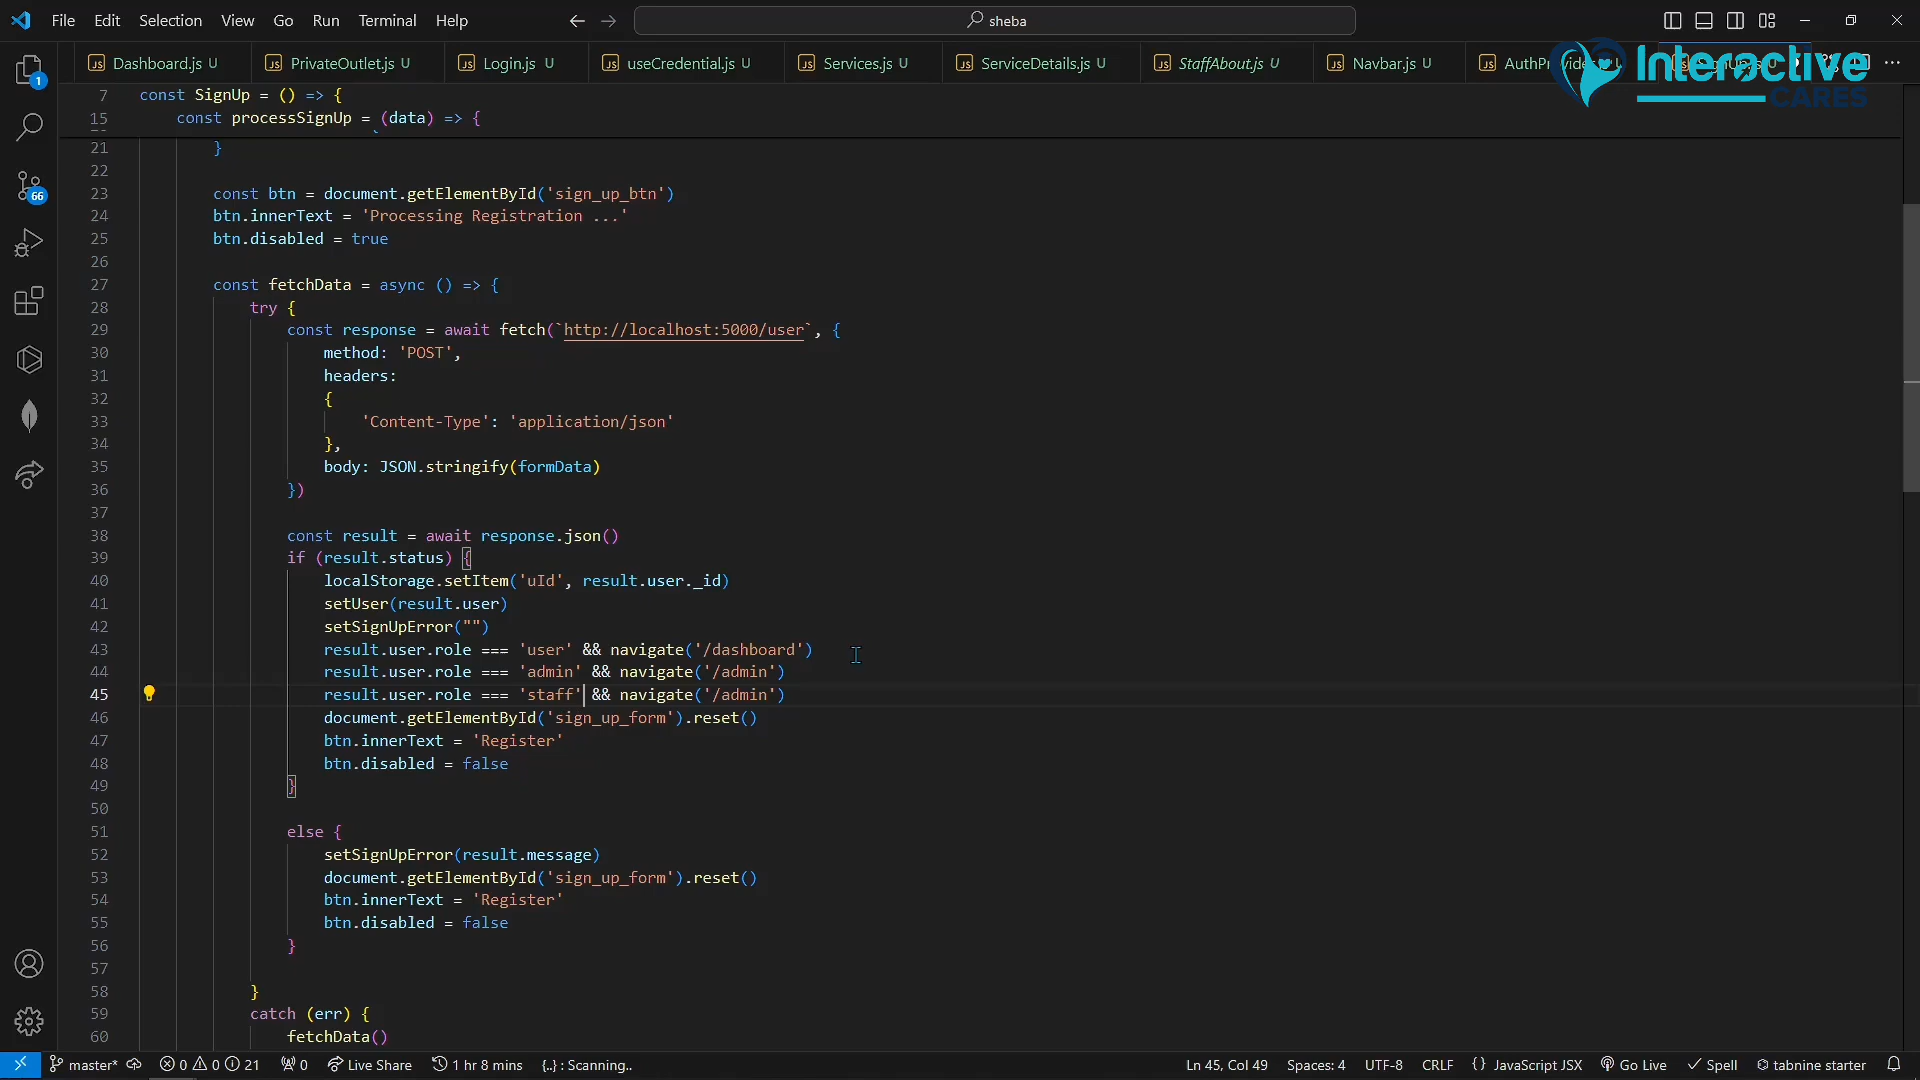 File Edit Selection View Go Run Terminal Help
sheba
Dashboard.js U
PrivateOutlet.js U
Login.js U
useCredential.js U
Services.js U
ServiceDetails.js U
StaffAbout.js U
Navbar.js U
Interactive
CARES
7 const SignUp = () => {
15 const processSignUp = (data) => {
21 }
22
23 const btn = document.getElementById('sign_up_btn')
24 btn.innerText = 'Processing Registration ...'
25 btn.disabled = true
26
27 const fetchData = async () => {
28 try {
29 const response = await fetch(`http://localhost:5000/user`, {
30 method: 'POST',
31 headers:
32 {
33 'Content-Type': 'application/json'
34 },
35 body: JSON.stringify(formData)
36 })
37
38 const result = await response.json()
39 if (result.status) {
40 localStorage.setItem('uId', result.user._id)
41 setUser(result.user)
42 setSignUpError("")
43 result.user.role === 'user' && navigate('/dashboard')
44 result.user.role === 'admin' && navigate('/admin')
45 result.user.role === 'staff' && navigate('/admin')
46 document.getElementById('sign_up_form').reset()
47 btn.innerText = 'Register'
48 btn.disabled = false
49 }
50
51 else {
52 setSignUpError(result.message)
53 document.getElementById('sign_up_form').reset()
54 btn.innerText = 'Register'
55 btn.disabled = false
56 }
57
58 }
59 catch (err) {
60 fetchData()
1
66
master* 0 0 21 0 Live Share 1 hr 8 mins {..} : Scanning.. Ln 45, Col 49 Spaces: 4 UTF-8 CRLF {} JavaScript JSX Go Live Spell tabnine starter